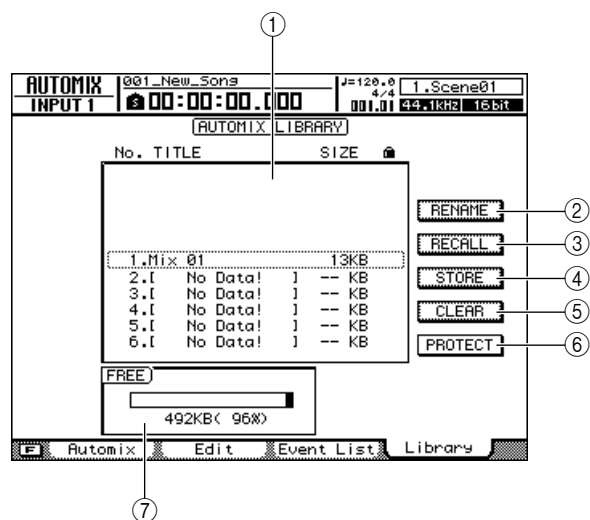 ①
AUTOMIX
INPUT 1
001_New_Song
S 00:00:00.000
♩=120.0
4/4
001.01
1.Scene01
44.1kHz 16bit
AUTOMIX LIBRARY
No. TITLE SIZE
1.Mix 01 13KB
2.[ No Data! ] -- KB
3.[ No Data! ] -- KB
4.[ No Data! ] -- KB
5.[ No Data! ] -- KB
6.[ No Data! ] -- KB
RENAME ②
RECALL ③
STORE ④
CLEAR ⑤
PROTECT ⑥
FREE
492KB( 96%)
F Automix Edit Event List Library
⑦